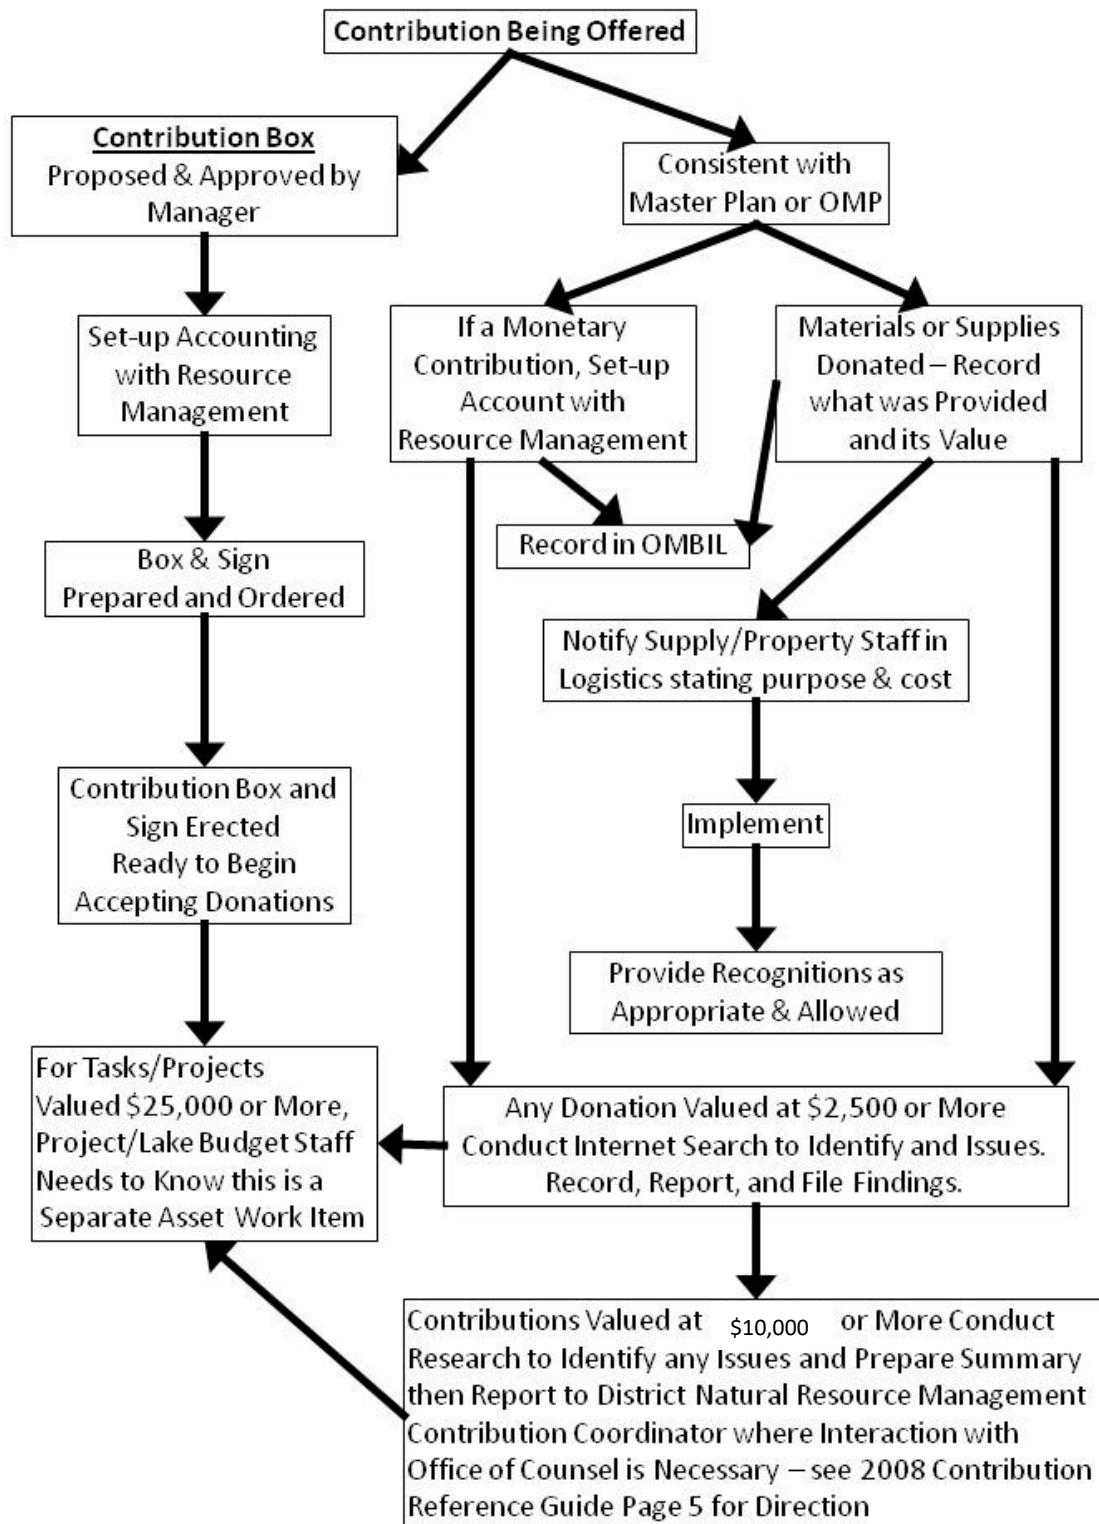 Contribution Being Offered
Contribution Box
Proposed & Approved by
Manager
Consistent with
Master Plan or OMP
Set-up Accounting
with Resource
Management
If a Monetary
Contribution, Set-up
Account with
Resource Management
Materials or Supplies
Donated – Record
what was Provided
and its Value
Record in OMBIL
Box & Sign
Prepared and Ordered
Notify Supply/Property Staff in
Logistics stating purpose & cost
Contribution Box and
Sign Erected
Ready to Begin
Accepting Donations
Implement
Provide Recognitions as
Appropriate & Allowed
For Tasks/Projects
Valued $25,000 or More,
Project/Lake Budget Staff
Needs to Know this is a
Separate Asset Work Item
Any Donation Valued at $2,500 or More
Conduct Internet Search to Identify and Issues.
Record, Report, and File Findings.
Contributions Valued at $10,000 or More Conduct
Research to Identify any Issues and Prepare Summary
then Report to District Natural Resource Management
Contribution Coordinator where Interaction with
Office of Counsel is Necessary – see 2008 Contribution
Reference Guide Page 5 for Direction